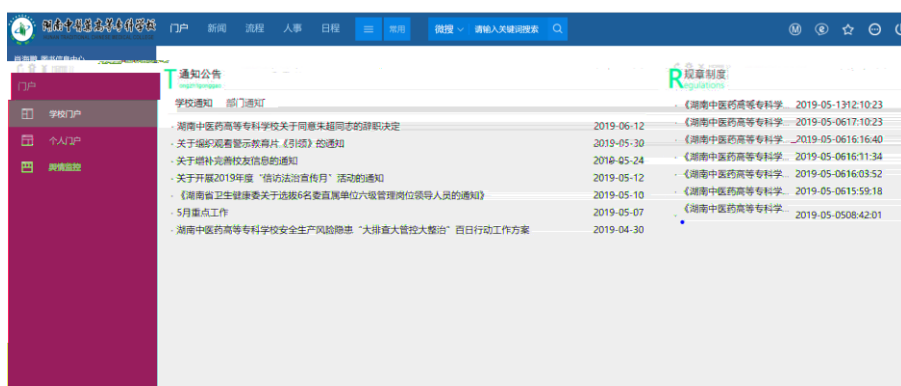 湖南中医药高等专科学校 门户 新闻 流程 人事 日程 常用 微搜 请输入关键词搜索
图书信息中心
门户
学校门户
个人门户
舆情监控
通知公告
学校通知 部门通知
湖南中医药高等专科学校关于同意朱超同志的辞职决定 2019-06-12
关于组织观看警示教育片《引领》的通知 2019-05-30
关于增补完善校友信息的通知 2019-05-24
关于开展2019年度“信访法治宣传月”活动的通知 2019-05-12
《湖南省卫生健康委关于选拔6名委直属单位六级管理岗位领导人员的通知》 2019-05-10
5月重点工作 2019-05-07
湖南中医药高等专科学校安全生产风险隐患“大排查大管控大整治”百日行动工作方案 2019-04-30
规章制度
Regulations
《湖南中医药高等专科学... 2019-05-1312:10:23
《湖南中医药高等专科学... 2019-05-0617:10:23
《湖南中医药高等专科学... 2019-05-0616:16:40
《湖南中医药高等专科学... 2019-05-0616:11:34
《湖南中医药高等专科学... 2019-05-0616:03:52
《湖南中医药高等专科学... 2019-05-0615:59:18
《湖南中医药高等专科学... 2019-05-0508:42:01